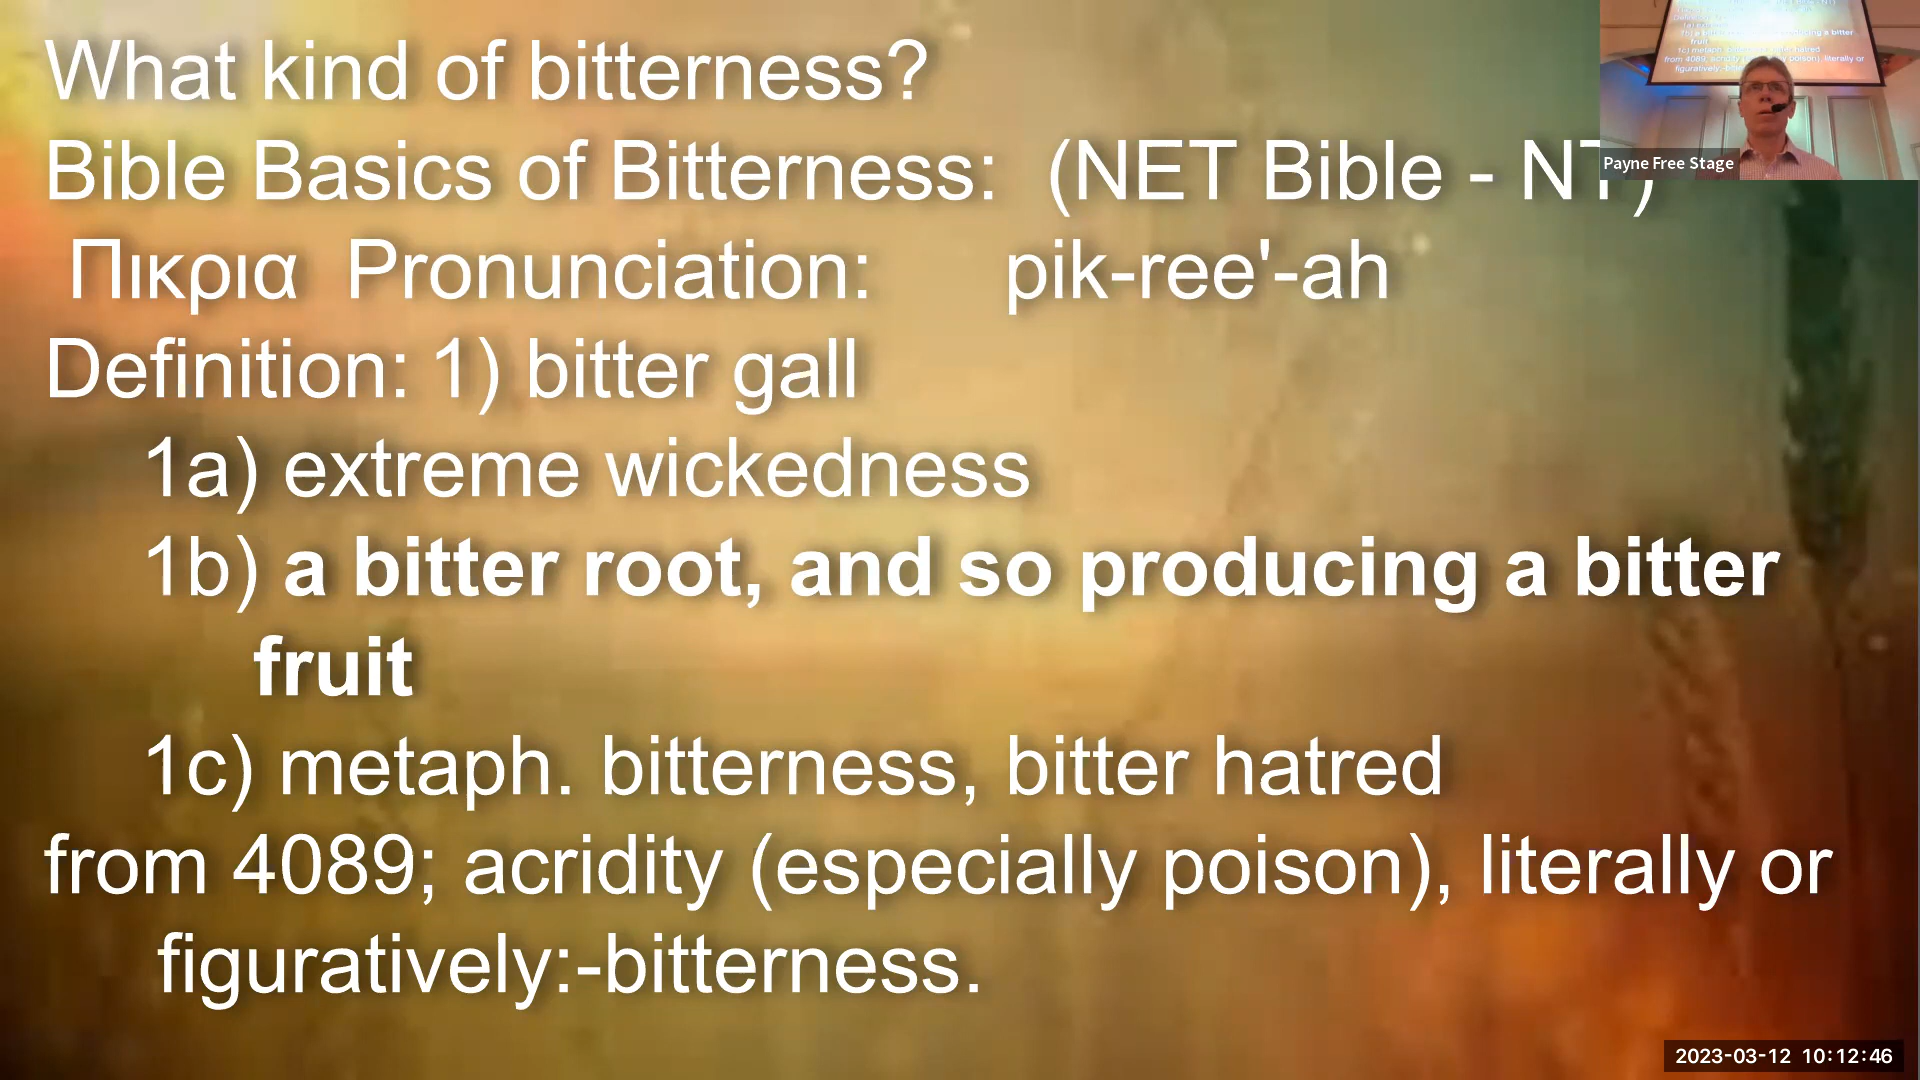 What kind of bitterness?
Bible Basics of Bitterness: (NET Bible - NT)
Πικρια Pronunciation: pik-ree'-ah
Definition: 1) bitter gall
1a) extreme wickedness
1b) a bitter root, and so producing a bitter
fruit
1c) metaph. bitterness, bitter hatred
from 4089; acridity (especially poison), literally or
figuratively:-bitterness.
Payne Free Stage
2023-03-12 10:12:46